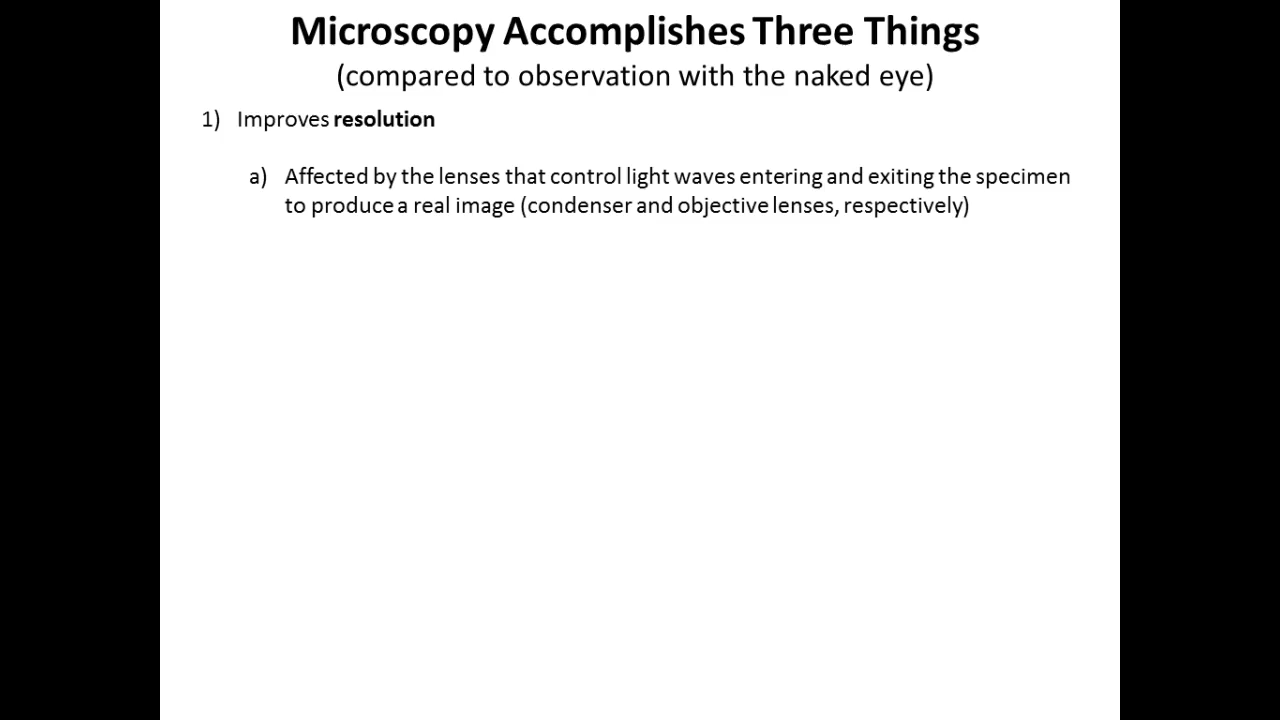 Microscopy Accomplishes Three Things
(compared to observation with the naked eye)
1) Improves resolution
a) Affected by the lenses that control light waves entering and exiting the specimen
to produce a real image (condenser and objective lenses, respectively)